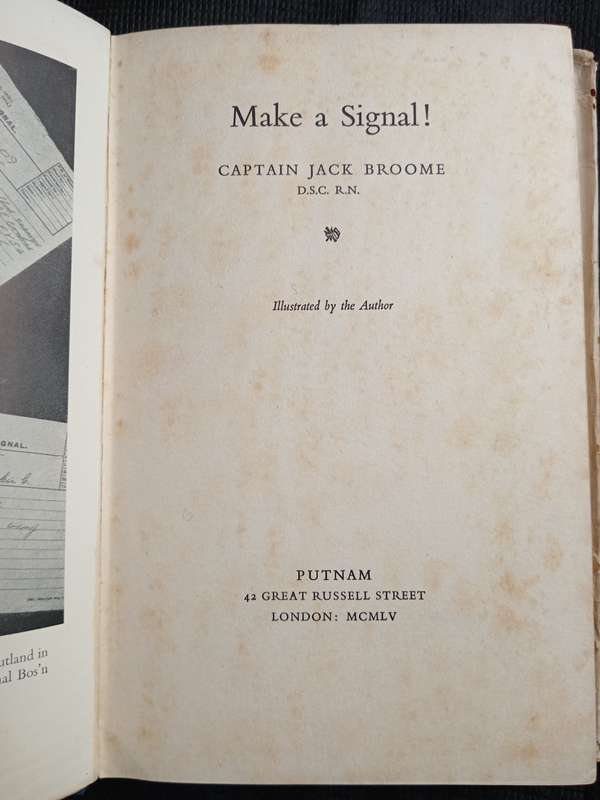 SIGNAL.
Make a Signal!
CAPTAIN JACK BROOME
D.S.C. R.N.
Illustrated by the Author
PUTNAM
42 GREAT RUSSELL STREET
LONDON: MCMLV
utland in
nal Bos'n